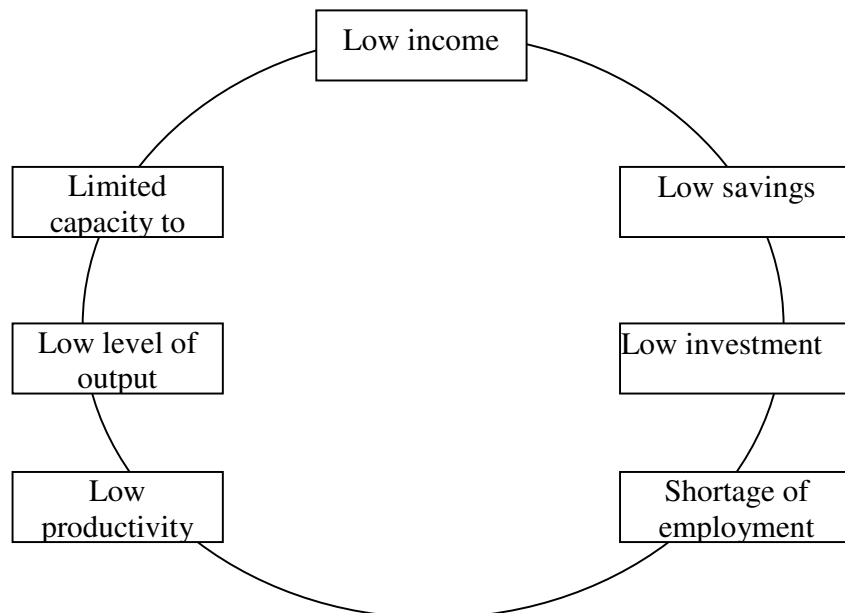 Low income
Limited
capacity to
Low savings
Low level of
output
Low investment
Low
productivity
Shortage of
employment